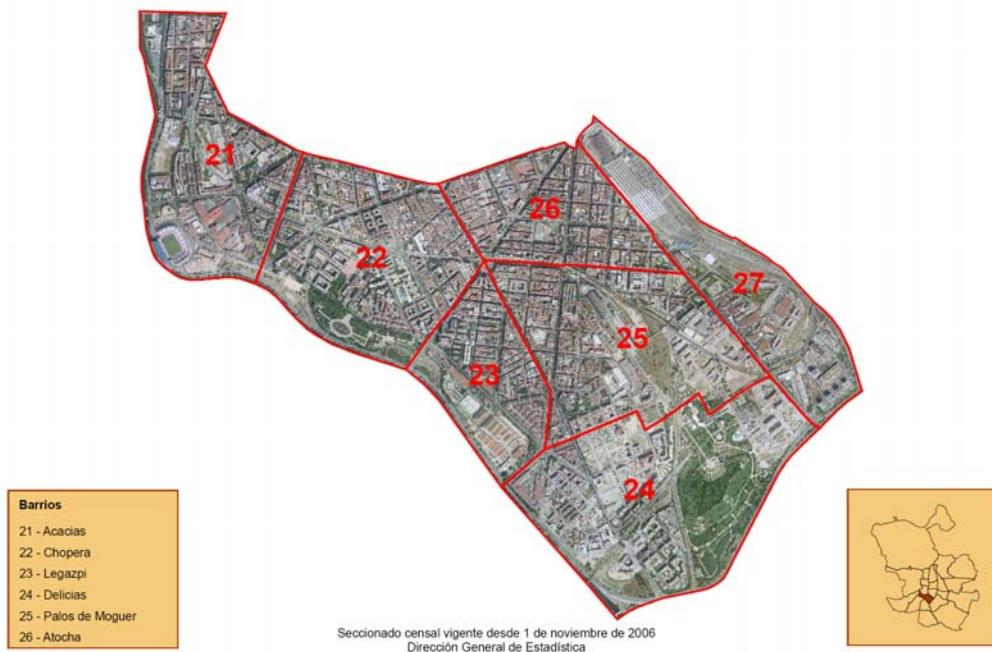 21
26
22
27
25
23
24
Barrios
21 - Acacias
22 - Chopera
23 - Legazpi
24 - Delicias
25 - Palos de Moguer
26 - Atocha
Seccionado censal vigente desde 1 de noviembre de 2006
Dirección General de Estadística